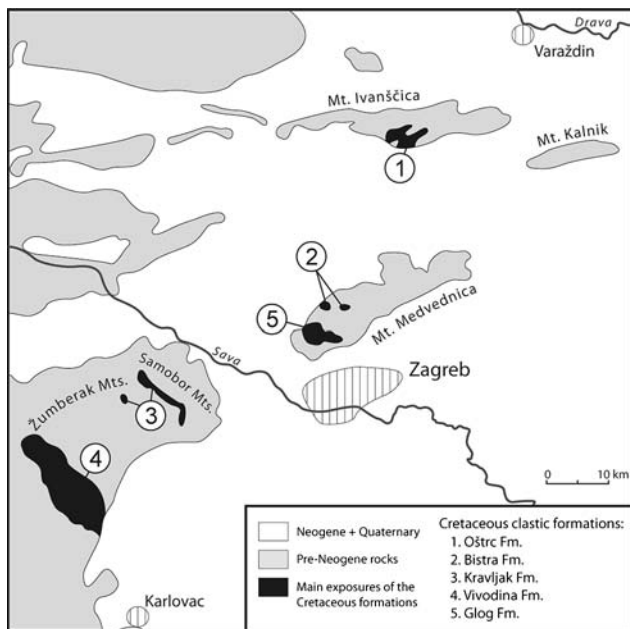 Drava
Varaždin
Mt. Ivanščica
Mt. Kalnik
1
2
5
Mt. Medvednica
Sava
Zagreb
Samobor Mts.
Žumberak Mts.
3
4
0 10 km
Karlovac
Neogene + Quaternary
Pre-Neogene rocks
Main exposures of the
Cretaceous formations
Cretaceous clastic formations:
1. Oštrc Fm.
2. Bistra Fm.
3. Kravljak Fm.
4. Vivodina Fm.
5. Glog Fm.